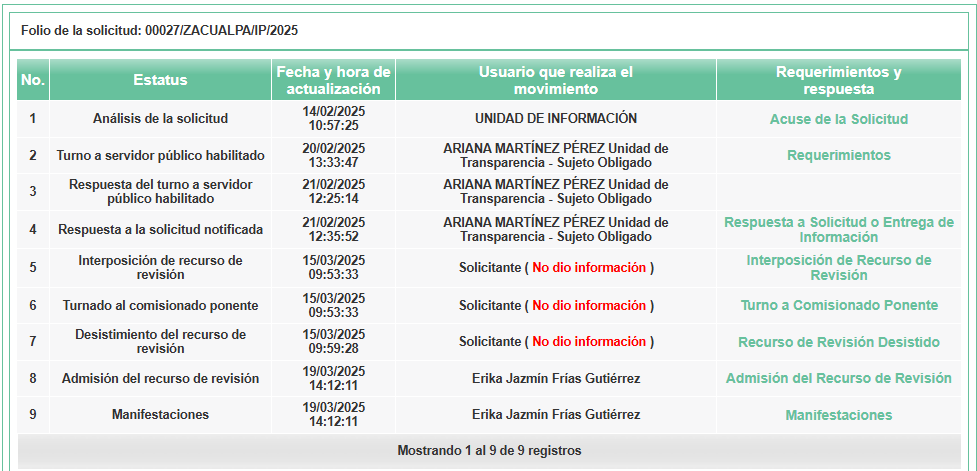 Folio de la solicitud: 00027/ZACUALPA/IP/2025
No. Estatus Fecha y hora de actualización Usuario que realiza el movimiento Requerimientos y respuesta
1 Análisis de la solicitud 14/02/2025 10:57:25 UNIDAD DE INFORMACIÓN Acuse de la Solicitud
2 Turno a servidor público habilitado 20/02/2025 13:33:47 ARIANA MARTÍNEZ PÉREZ Unidad de Transparencia - Sujeto Obligado Requerimientos
3 Respuesta del turno a servidor público habilitado 21/02/2025 12:25:14 ARIANA MARTÍNEZ PÉREZ Unidad de Transparencia - Sujeto Obligado
4 Respuesta a la solicitud notificada 21/02/2025 12:35:52 ARIANA MARTÍNEZ PÉREZ Unidad de Transparencia - Sujeto Obligado Respuesta a Solicitud o Entrega de Información
5 Interposición de recurso de revisión 15/03/2025 09:53:33 Solicitante ( No dio información ) Interposición de Recurso de Revisión
6 Turnado al comisionado ponente 15/03/2025 09:53:33 Solicitante ( No dio información ) Turno a Comisionado Ponente
7 Desistimiento del recurso de revisión 15/03/2025 09:59:28 Solicitante ( No dio información ) Recurso de Revisión Desistido
8 Admisión del recurso de revisión 19/03/2025 14:12:11 Erika Jazmín Frías Gutiérrez Admisión del Recurso de Revisión
9 Manifestaciones 19/03/2025 14:12:11 Erika Jazmín Frías Gutiérrez Manifestaciones
Mostrando 1 al 9 de 9 registros